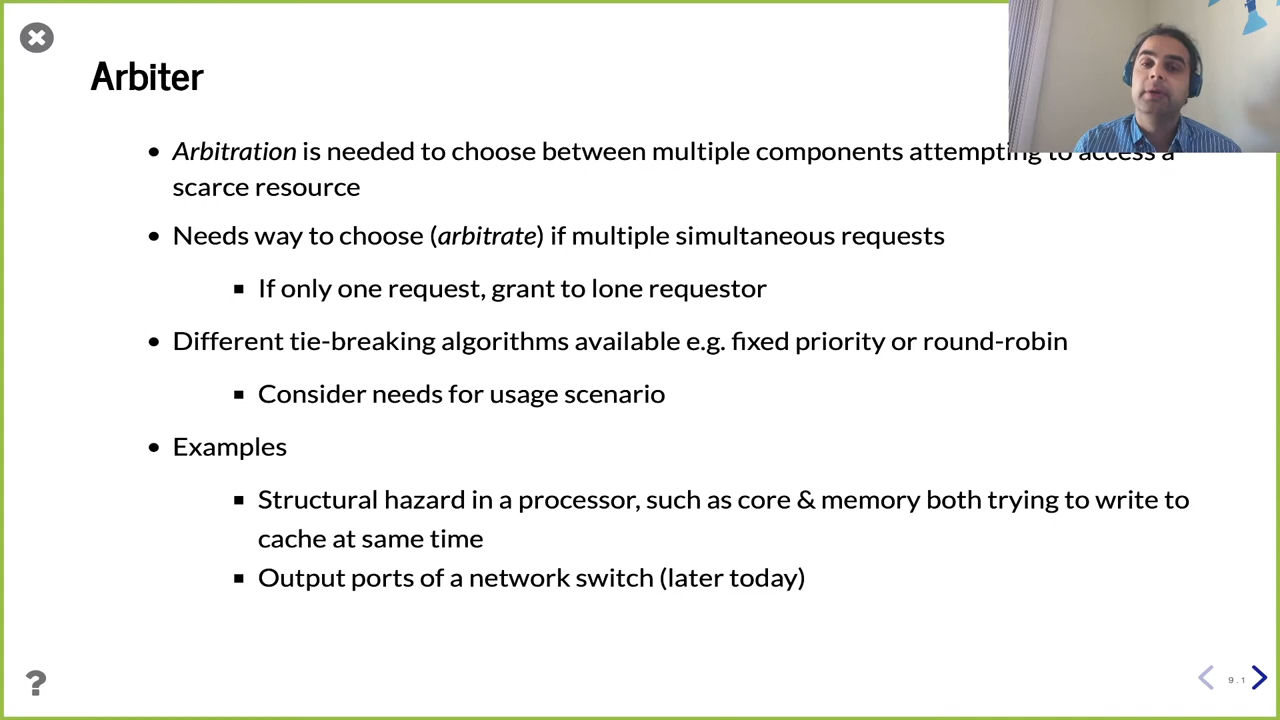 Arbiter
• Arbitration is needed to choose between multiple components attempting to access a
scarce resource
• Needs way to choose (arbitrate) if multiple simultaneous requests
▪ If only one request, grant to lone requestor
• Different tie-breaking algorithms available e.g. fixed priority or round-robin
▪ Consider needs for usage scenario
• Examples
▪ Structural hazard in a processor, such as core & memory both trying to write to
cache at same time
▪ Output ports of a network switch (later today)
?
9.1